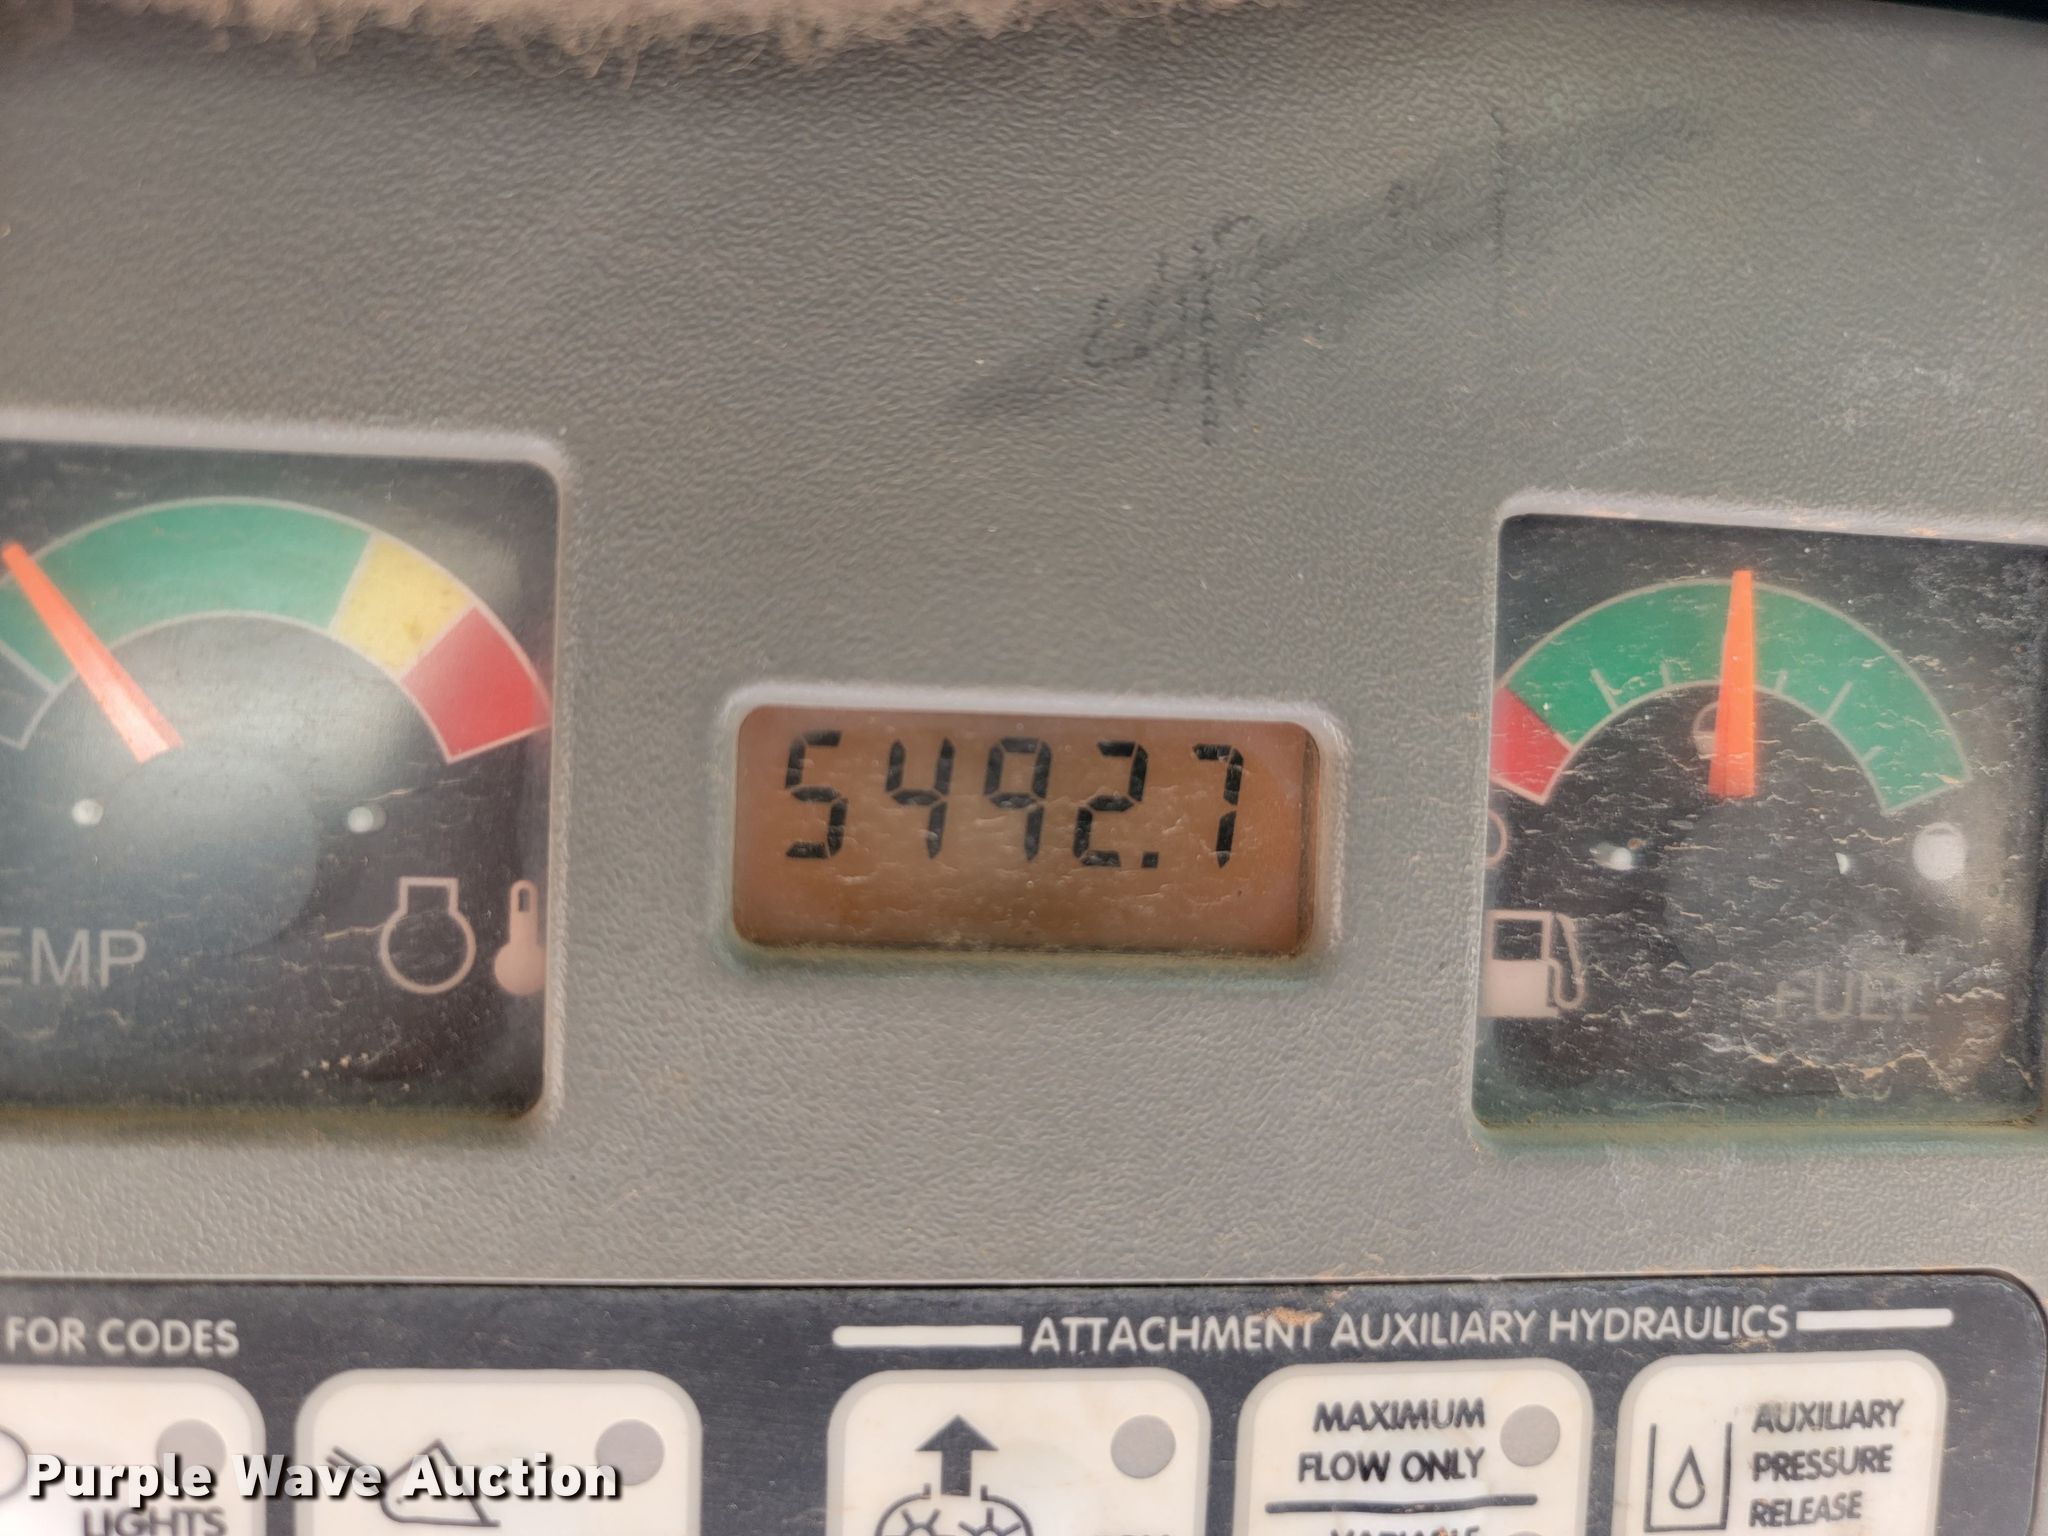 5492.7
EMP
FUEL
FOR CODES
ATTACHMENT AUXILIARY HYDRAULICS
MAXIMUM
FLOW ONLY
AUXILIARY
PRESSURE
RELEASE
LIGHTS
Purple Wave Auction